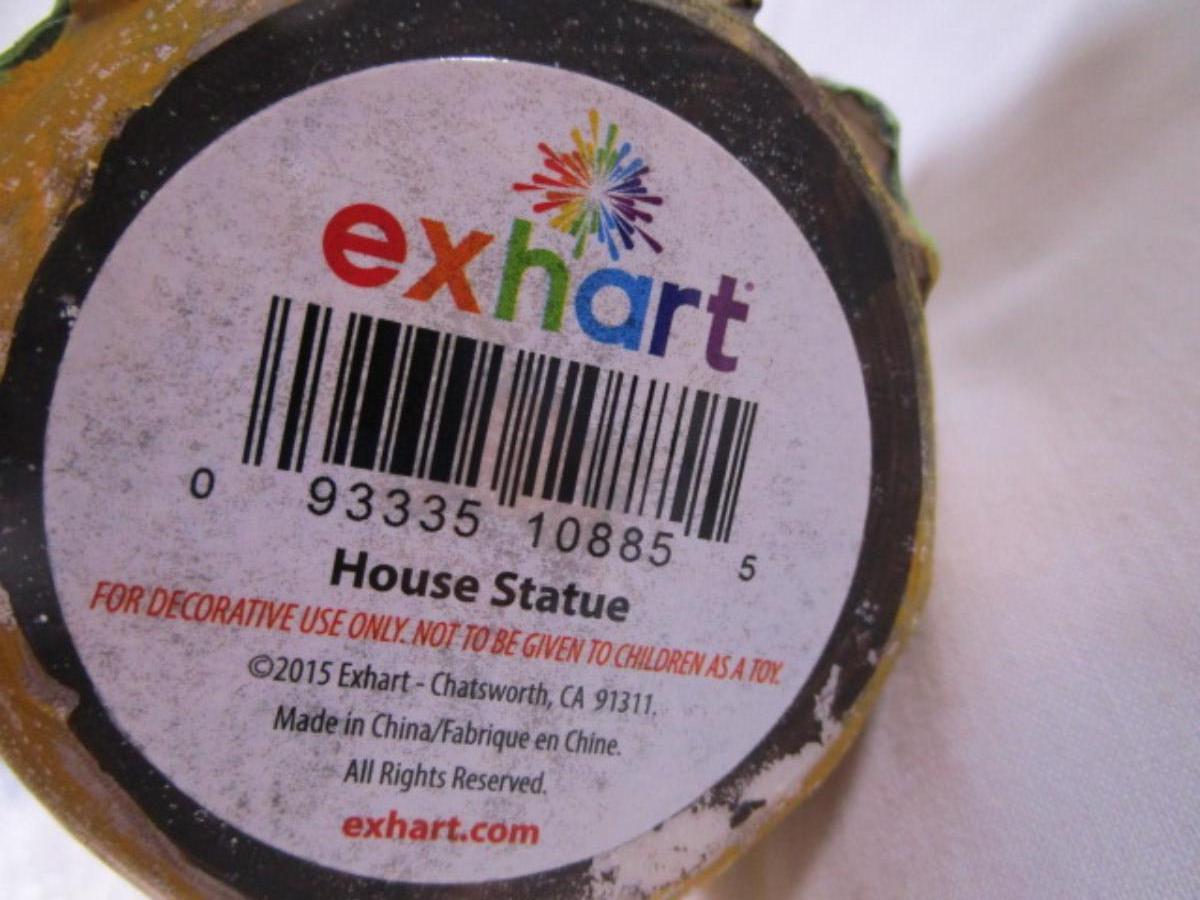 exhart
0 93335 10885 5
House Statue
FOR DECORATIVE USE ONLY. NOT TO BE GIVEN TO CHILDREN AS A TOY.
©2015 Exhart - Chatsworth, CA 91311.
Made in China/Fabrique en Chine.
All Rights Reserved.
exhart.com